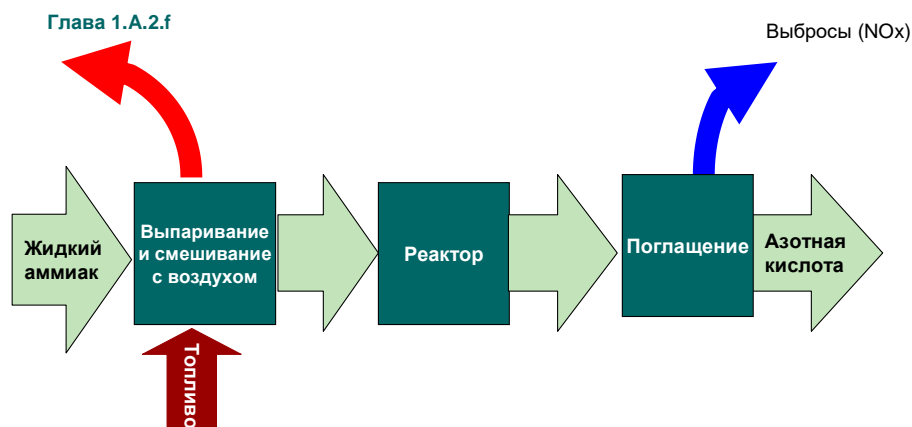 Глава 1.A.2.f
Выбросы (NOx)
Жидкий
аммиак
Выпаривание
и смешивание
с воздухом
Реактор
Поглащение
Азотная
кислота
Топливо